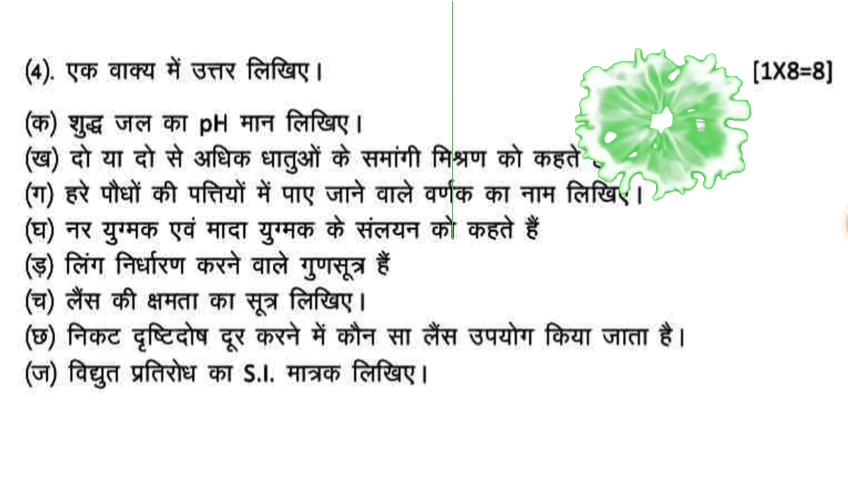 (4). एक वाक्य में उत्तर लिखिए। [1X8=8]
(क) शुद्ध जल का pH मान लिखिए।
(ख) दो या दो से अधिक धातुओं के समांगी मिश्रण को कहते
(ग) हरे पौधों की पत्तियों में पाए जाने वाले वर्णक का नाम लिखिए।
(घ) नर युग्मक एवं मादा युग्मक के संलयन को कहते हैं
(ड़) लिंग निर्धारण करने वाले गुणसूत्र हैं
(च) लैंस की क्षमता का सूत्र लिखिए।
(छ) निकट दृष्टिदोष दूर करने में कौन सा लैंस उपयोग किया जाता है।
(ज) विद्युत प्रतिरोध का S.I. मात्रक लिखिए।